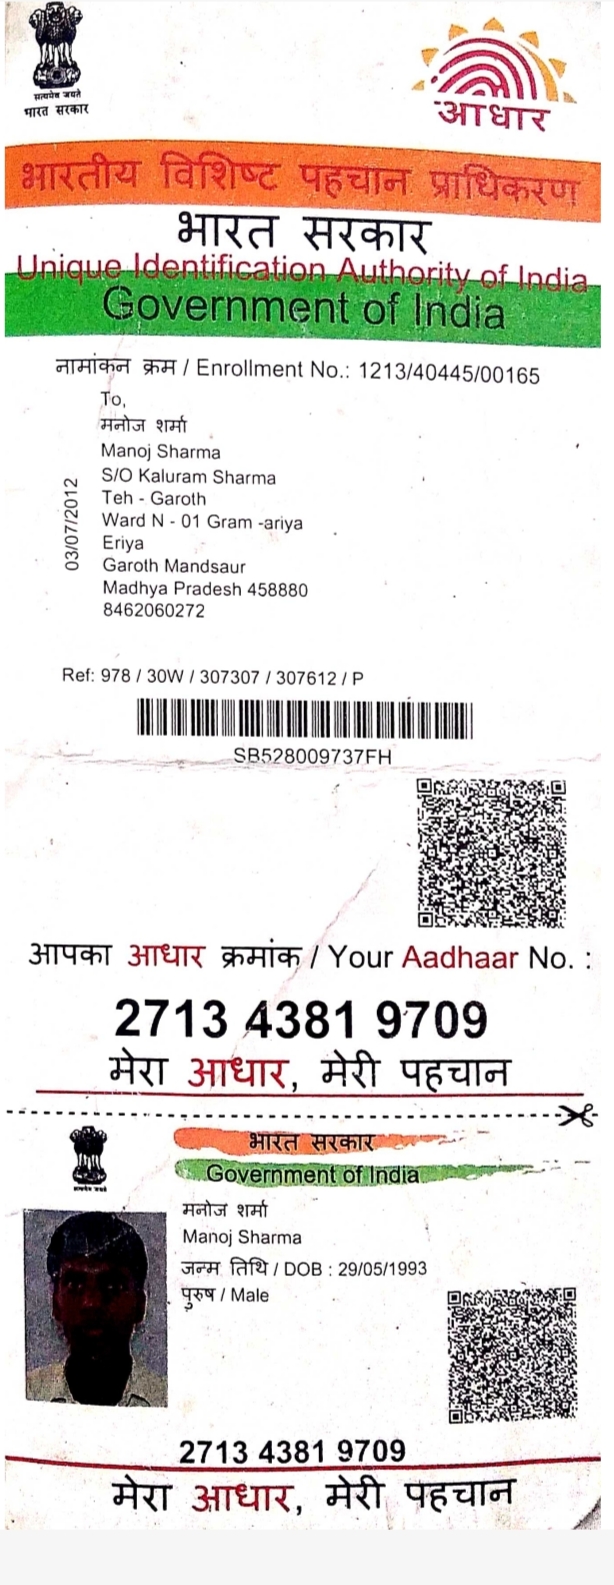 सत्यमेव जयते
भारत सरकार
आधार
भारतीय विशिष्ट पहचान प्राधिकरण
भारत सरकार
Unique Identification Authority of India
Government of India
नामांकन क्रम / Enrollment No.: 1213/40445/00165
To,
मनोज शर्मा
Manoj Sharma
S/O Kaluram Sharma
Teh - Garoth
Ward N - 01 Gram -ariya
Eriya
Garoth Mandsaur
Madhya Pradesh 458880
8462060272
03/07/2012
Ref: 978 / 30W / 307307 / 307612 / P
SB528009737FH
आपका आधार क्रमांक / Your Aadhaar No. :
2713 4381 9709
मेरा आधार, मेरी पहचान
भारत सरकार
Government of India
सत्यमेव जयते
मनोज शर्मा
Manoj Sharma
जन्म तिथि / DOB : 29/05/1993
पुरुष / Male
2713 4381 9709
मेरा आधार, मेरी पहचान